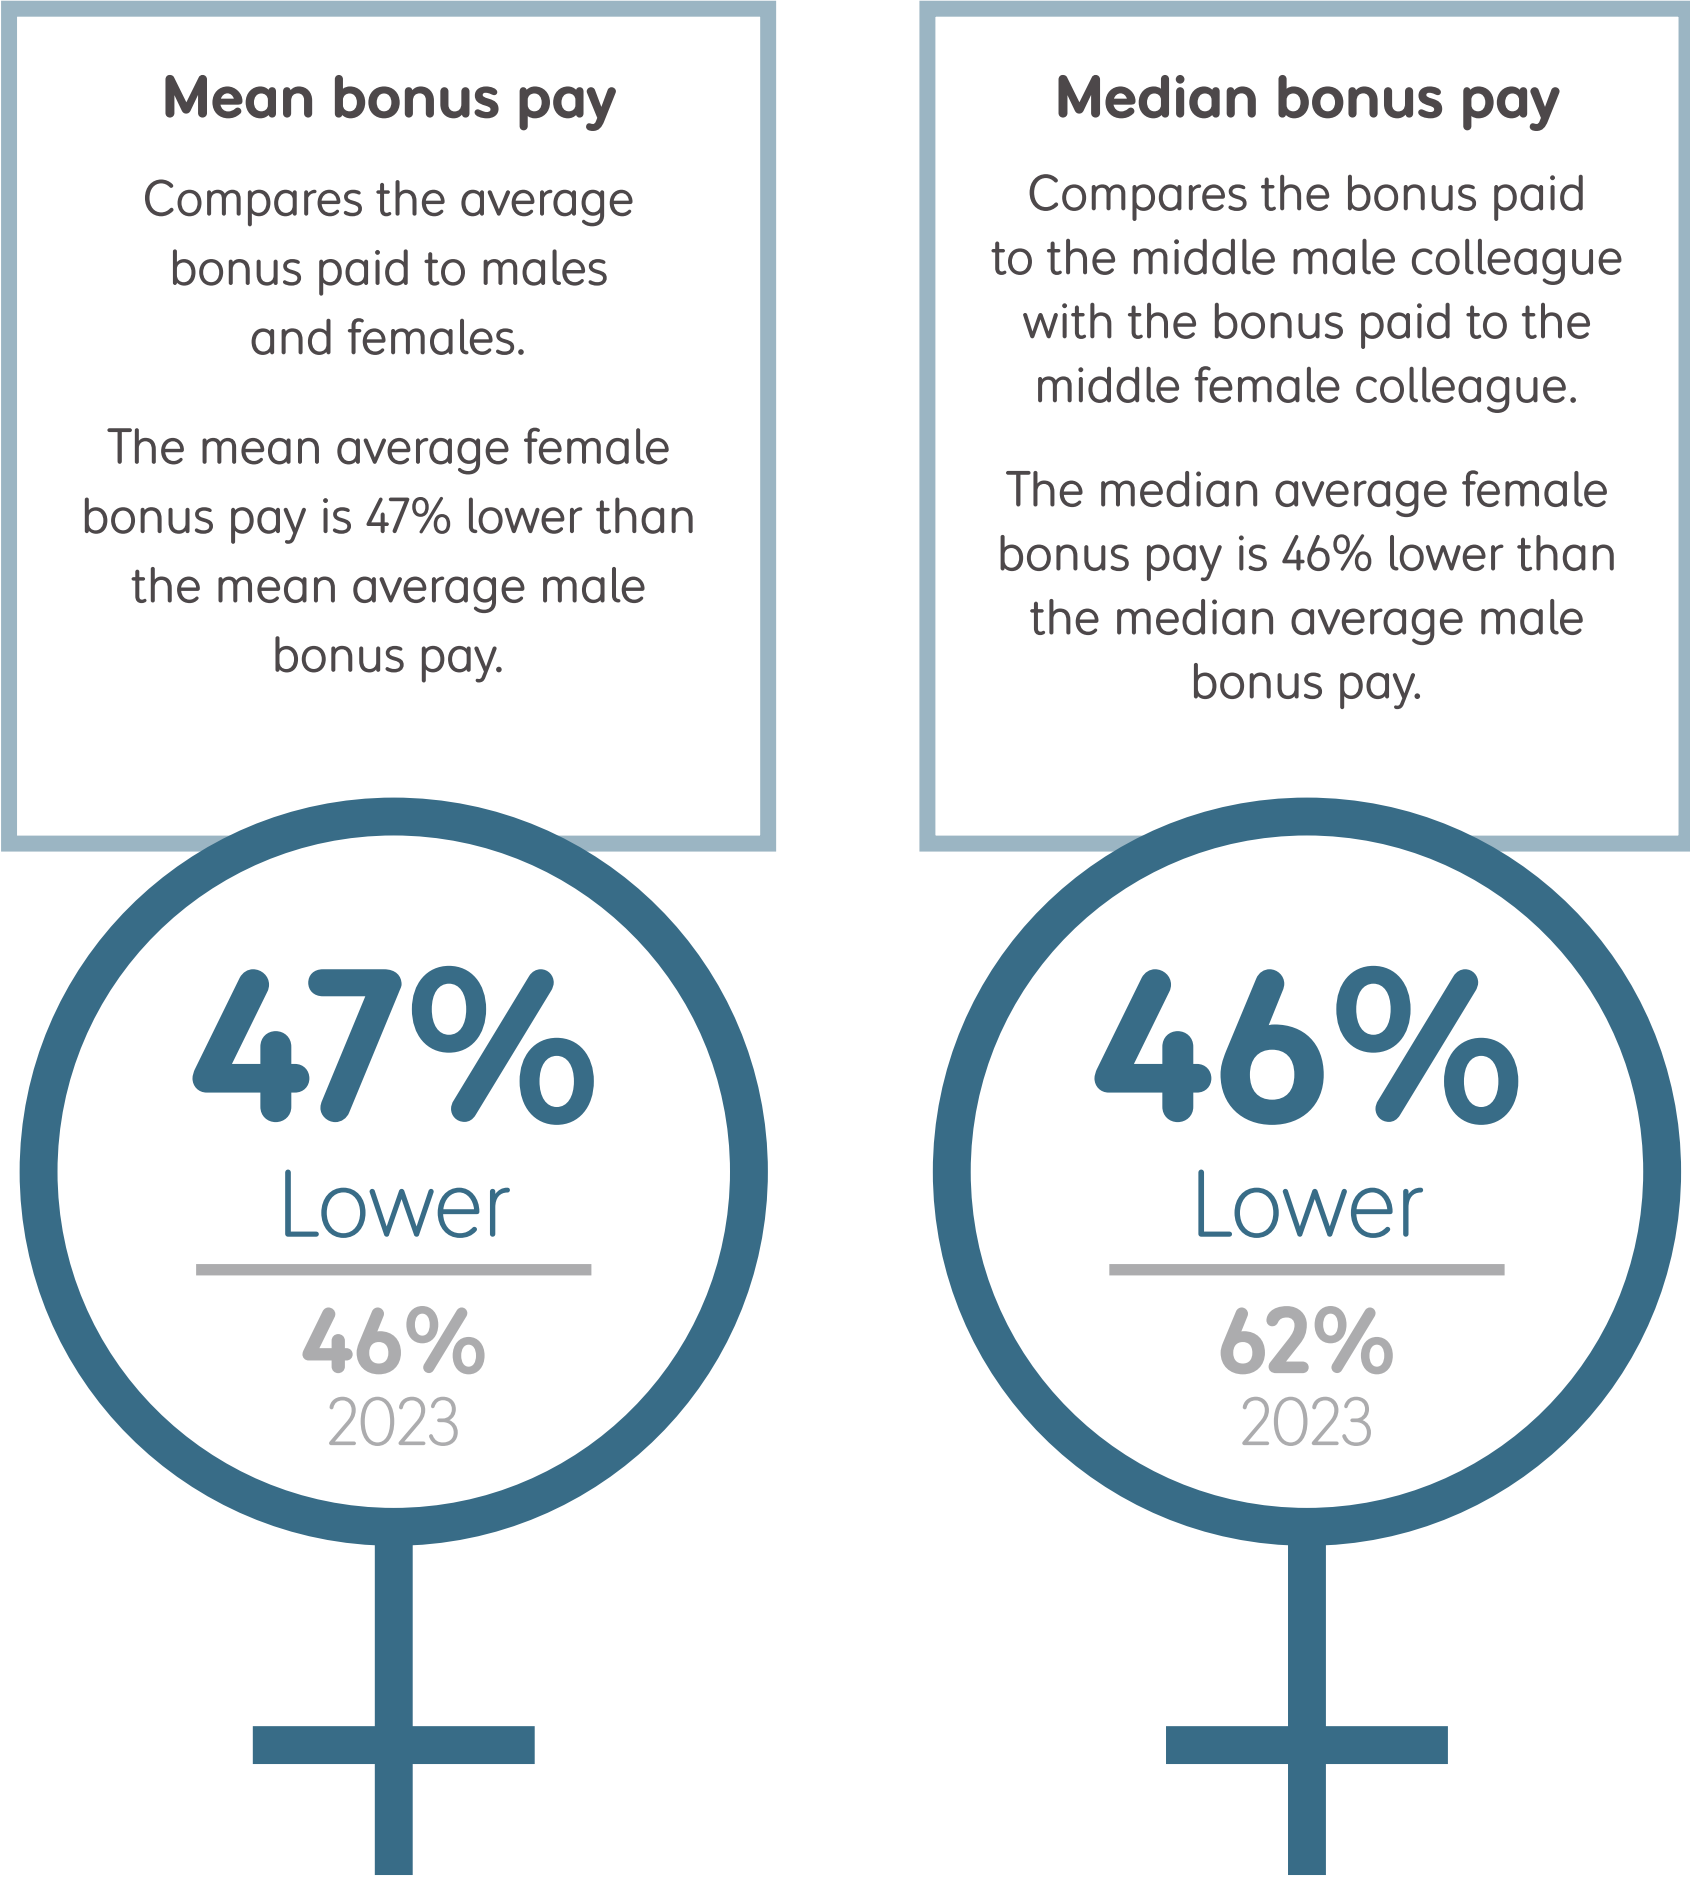 Mean bonus pay
Compares the average
bonus paid to males
and females.
The mean average female
bonus pay is 47% lower than
the mean average male
bonus pay.
47%
Lower
46%
2023
Median bonus pay
Compares the bonus paid
to the middle male colleague
with the bonus paid to the
middle female colleague.
The median average female
bonus pay is 46% lower than
the median average male
bonus pay.
46%
Lower
62%
2023